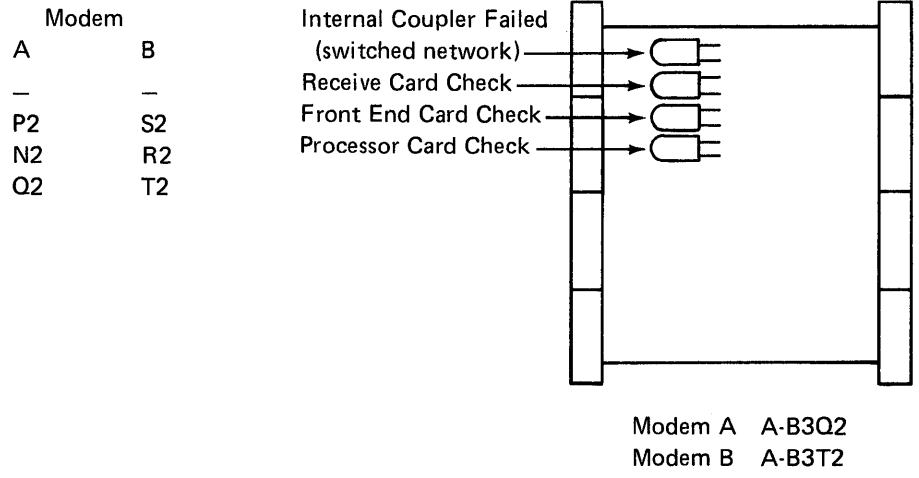 Modem
A B
– –
P2 S2
N2 R2
Q2 T2
Internal Coupler Failed
(switched network)
Receive Card Check
Front End Card Check
Processor Card Check
Modem A A-B3Q2
Modem B A-B3T2